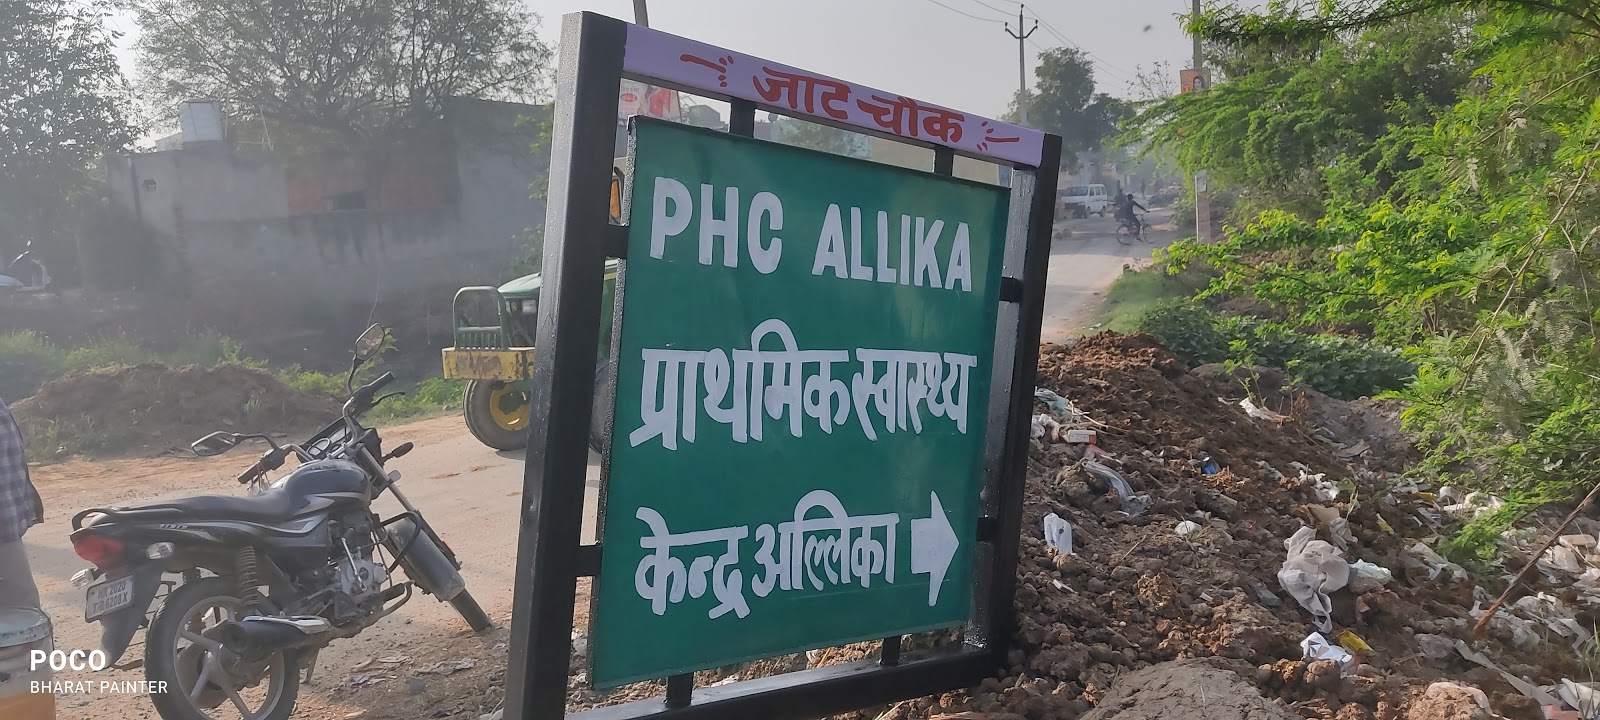 जाट चौक
PHC ALLIKA
प्राथमिक स्वास्थ्य
केन्द्र अल्लिका
POCO
BHARAT PAINTER